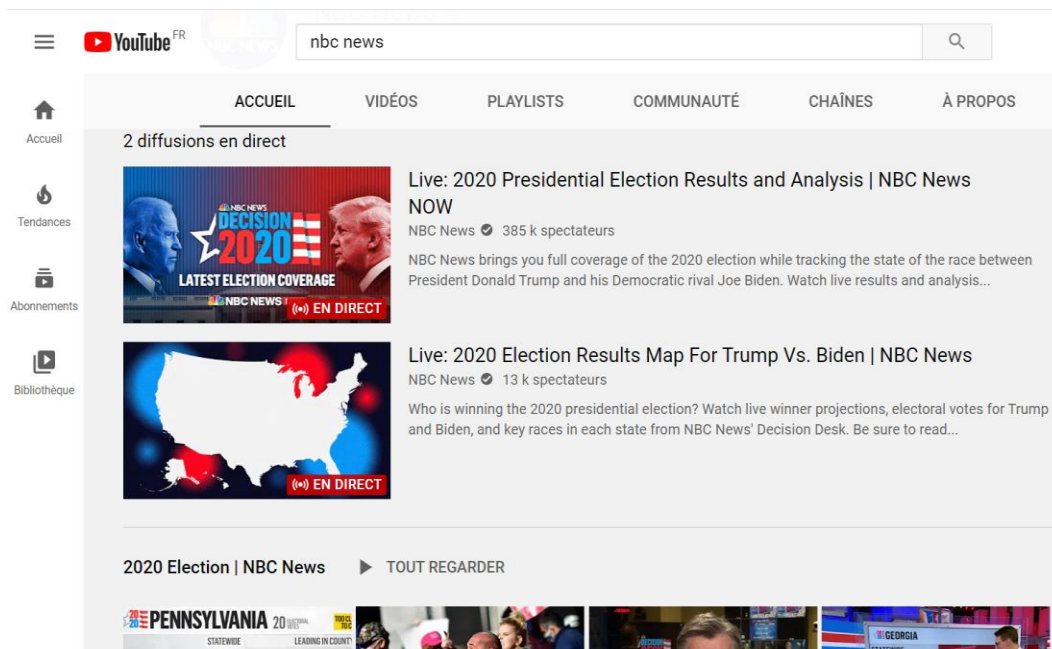 YouTube FR
nbc news
ACCUEIL VIDÉOS PLAYLISTS COMMUNAUTÉ CHAÎNES À PROPOS
Accueil
Tendances
Abonnements
Bibliothèque
2 diffusions en direct
NBC NEWS
DECISION
2020
LATEST ELECTION COVERAGE
NBC NEWS
EN DIRECT
Live: 2020 Presidential Election Results and Analysis | NBC News
NOW
NBC News 385 k spectateurs
NBC News brings you full coverage of the 2020 election while tracking the state of the race between
President Donald Trump and his Democratic rival Joe Biden. Watch live results and analysis...
EN DIRECT
Live: 2020 Election Results Map For Trump Vs. Biden | NBC News
NBC News 13 k spectateurs
Who is winning the 2020 presidential election? Watch live winner projections, electoral votes for Trump
and Biden, and key races in each state from NBC News' Decision Desk. Be sure to read...
2020 Election | NBC News TOUT REGARDER
PENNSYLVANIA 20
STATEWIDE LEADING IN
GEORGIA